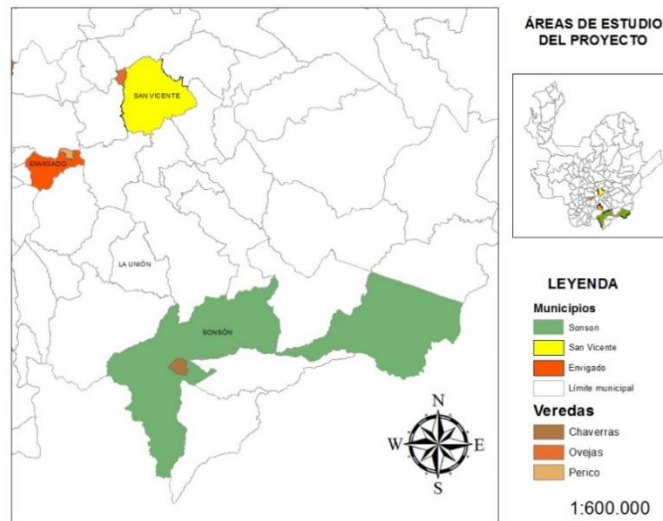 ÁREAS DE ESTUDIO
DEL PROYECTO
SAN VICENTE
ENVIGADO
LA UNIÓN
SONSÓN
N
W
E
S
LEYENDA
Municipios
Sonson
San Vicente
Envigado
Límite municipal
Veredas
Chaverras
Ovejas
Perico
1:600.000